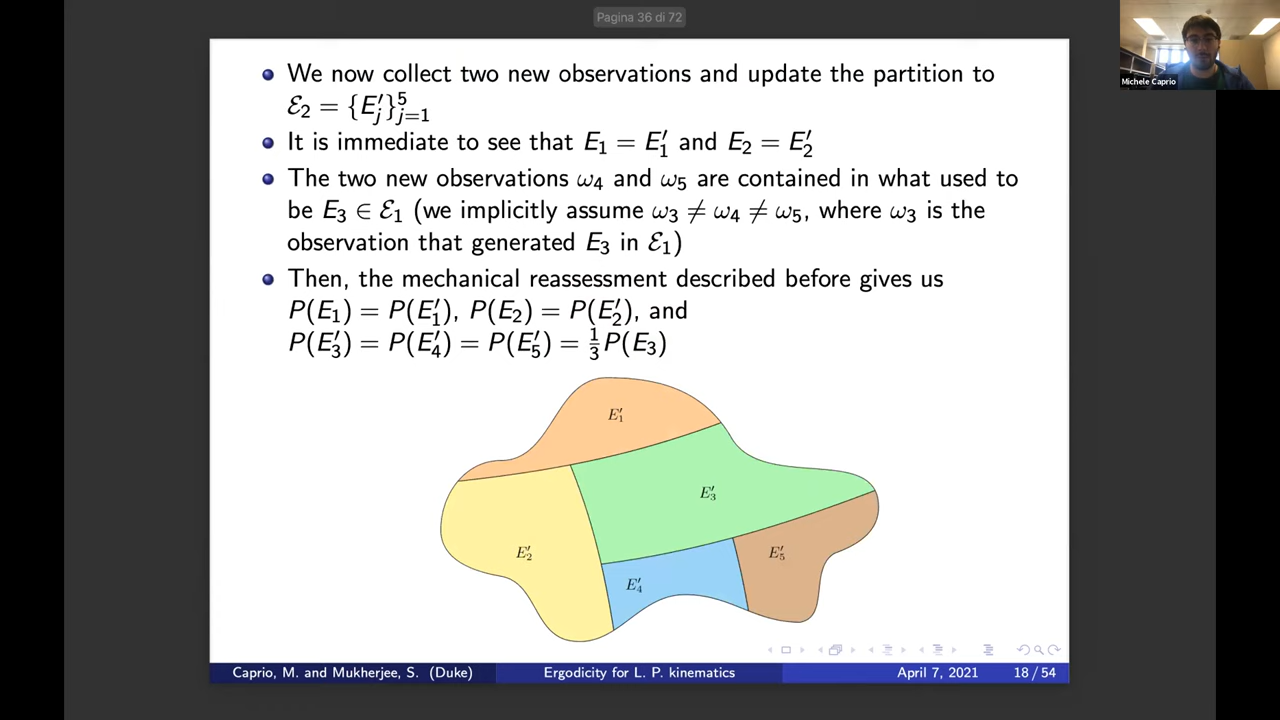 Pagina 36 di 72
Michele Caprio
We now collect two new observations and update the partition to
ℰ₂ = {E′ⱼ}⁵ⱼ₌₁
It is immediate to see that E₁ = E′₁ and E₂ = E′₂
The two new observations ω₄ and ω₅ are contained in what used to
be E₃ ∈ ℰ₁ (we implicitly assume ω₃ ≠ ω₄ ≠ ω₅, where ω₃ is the
observation that generated E₃ in ℰ₁)
Then, the mechanical reassessment described before gives us
P(E₁) = P(E′₁), P(E₂) = P(E′₂), and
P(E′₃) = P(E′₄) = P(E′₅) = ⅓P(E₃)
E′₁
E′₃
E′₂
E′₅
E′₄
Caprio, M. and Mukherjee, S. (Duke) Ergodicity for L. P. kinematics April 7, 2021 18 / 54